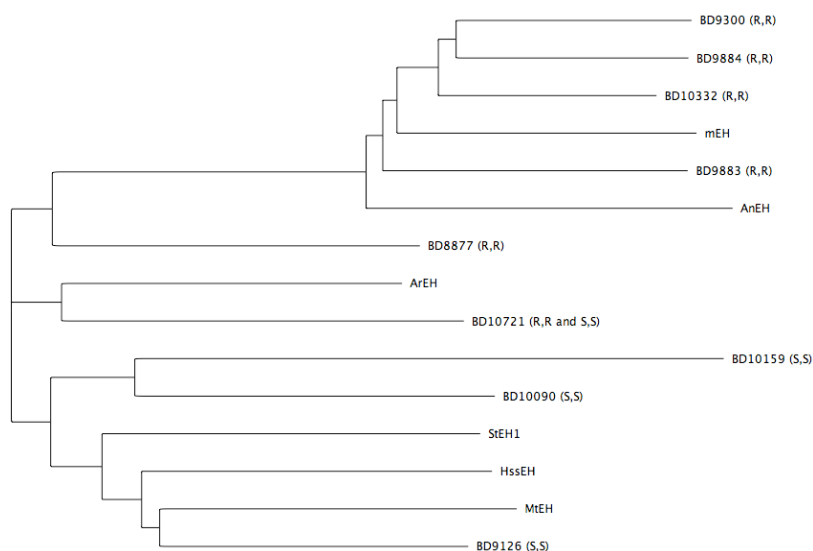 BD9300 (R,R)
BD9884 (R,R)
BD10332 (R,R)
mEH
BD9883 (R,R)
AnEH
BD8877 (R,R)
ArEH
BD10721 (R,R and S,S)
BD10159 (S,S)
BD10090 (S,S)
StEH1
HssEH
MtEH
BD9126 (S,S)